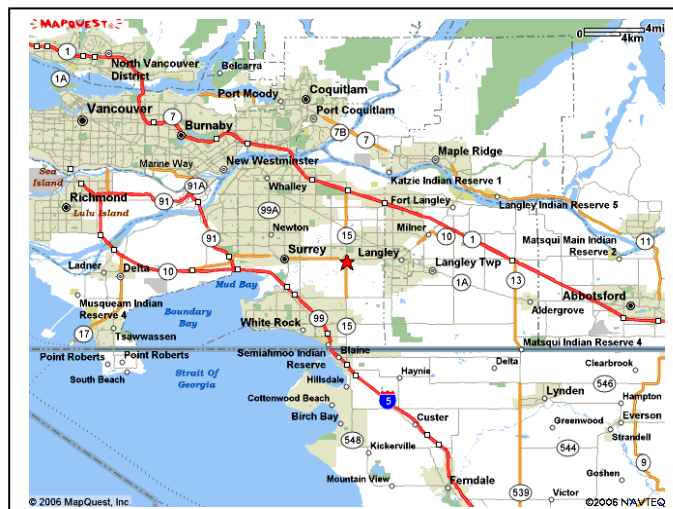 MAPQUEST
4mi
4km
1
North Vancouver
District
Belcarra
1A
Port Moody
Coquitlam
Port Coquitlam
Vancouver
7
Burnaby
7B
7
Maple Ridge
Marine Way
New Westminster
Sea
Island
Katzie Indian Reserve 1
Richmond
Lulu Island
91
91A
Whalley
Fort Langley
Langley Indian Reserve 5
99A
Newton
15
Milner
10
1
Matsqui Main Indian
Reserve 2
11
91
Surrey
Langley
Langley Twp
Ladner
Delta
10
Mud Bay
1A
13
Abbotsford
Musqueam Indian
Reserve 4
Boundary
Bay
Aldergrove
17
Tsawwassen
White Rock
99
15
Semiahmoo Indian
Reserve
Blaine
Matsqui Indian Reserve 4
Point Roberts
Point Roberts
South Beach
Strait Of
Georgia
Hillsdale
Haynie
Delta
Clearbrook
546
Cottonwood Beach
5
Lynden
Hampton
Birch Bay
Custer
Greenwood
Everson
Strandell
548
Kickerville
544
9
Mountain View
Ferndale
Goshen
539
Victor
© 2006 MapQuest, Inc.
©2006 NAVTEQ